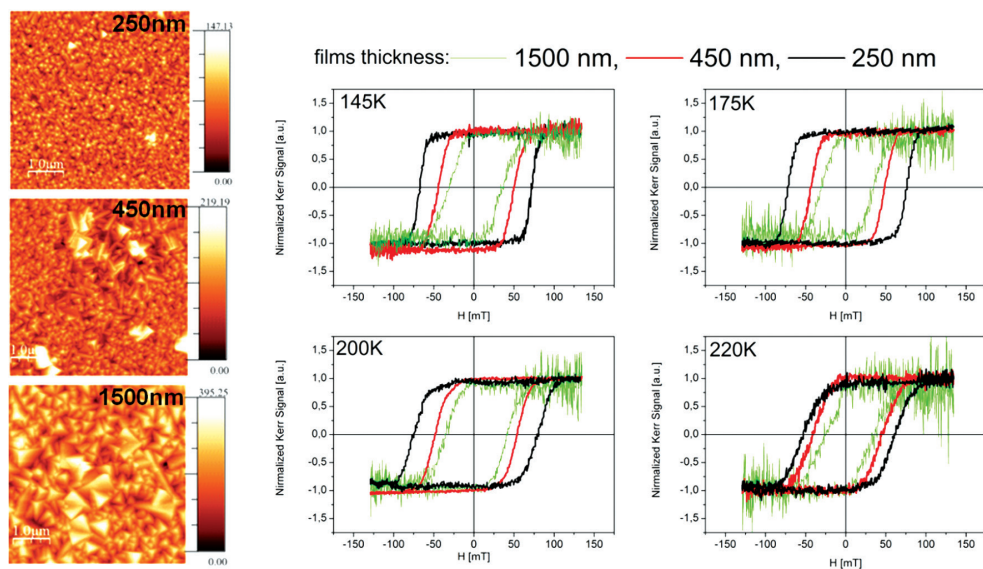 250nm
147.13
1.0μm
0.00
450nm
219.19
1.0μm
0.00
1500nm
395.25
1.0μm
0.00
films thickness: 1500 nm, 450 nm, 250 nm
145K
Nirmalized Kerr Signal [a.u.]
1,5
1,0
0,5
0,0
-0,5
-1,0
-1,5
-150 -100 -50 0 50 100 150
H [mT]
175K
Nirmalized Kerr Signal [a.u.]
1,5
1,0
0,5
0,0
-0,5
-1,0
-1,5
-150 -100 -50 0 50 100 150
H [mT]
200K
Nirmalized Kerr Signal [a.u.]
1,5
1,0
0,5
0,0
-0,5
-1,0
-1,5
-150 -100 -50 0 50 100 150
H [mT]
220K
Nirmalized Kerr Signal [a.u.]
1,5
1,0
0,5
0,0
-0,5
-1,0
-1,5
-150 -100 -50 0 50 100 150
H [mT]